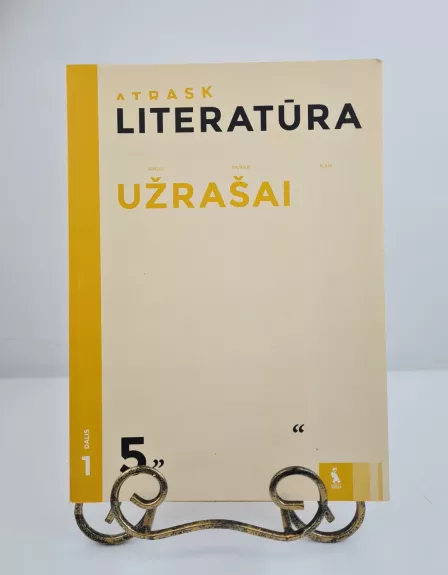 ATRASK
LITERATŪRA
UŽRAŠAI
1 DALIS
5„
“